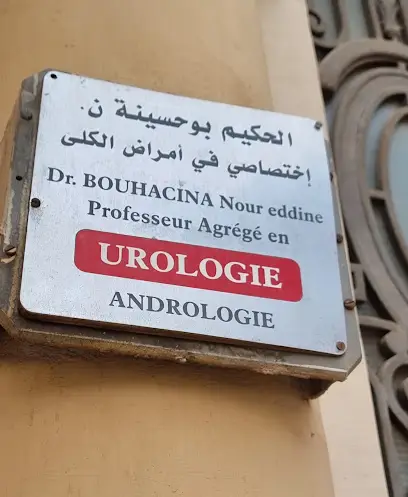 الحكيم بوحسينة ن.
إختصاصي في أمراض الكلى
Dr. BOUHACINA Nour eddine
Professeur Agrégé en
UROLOGIE
ANDROLOGIE